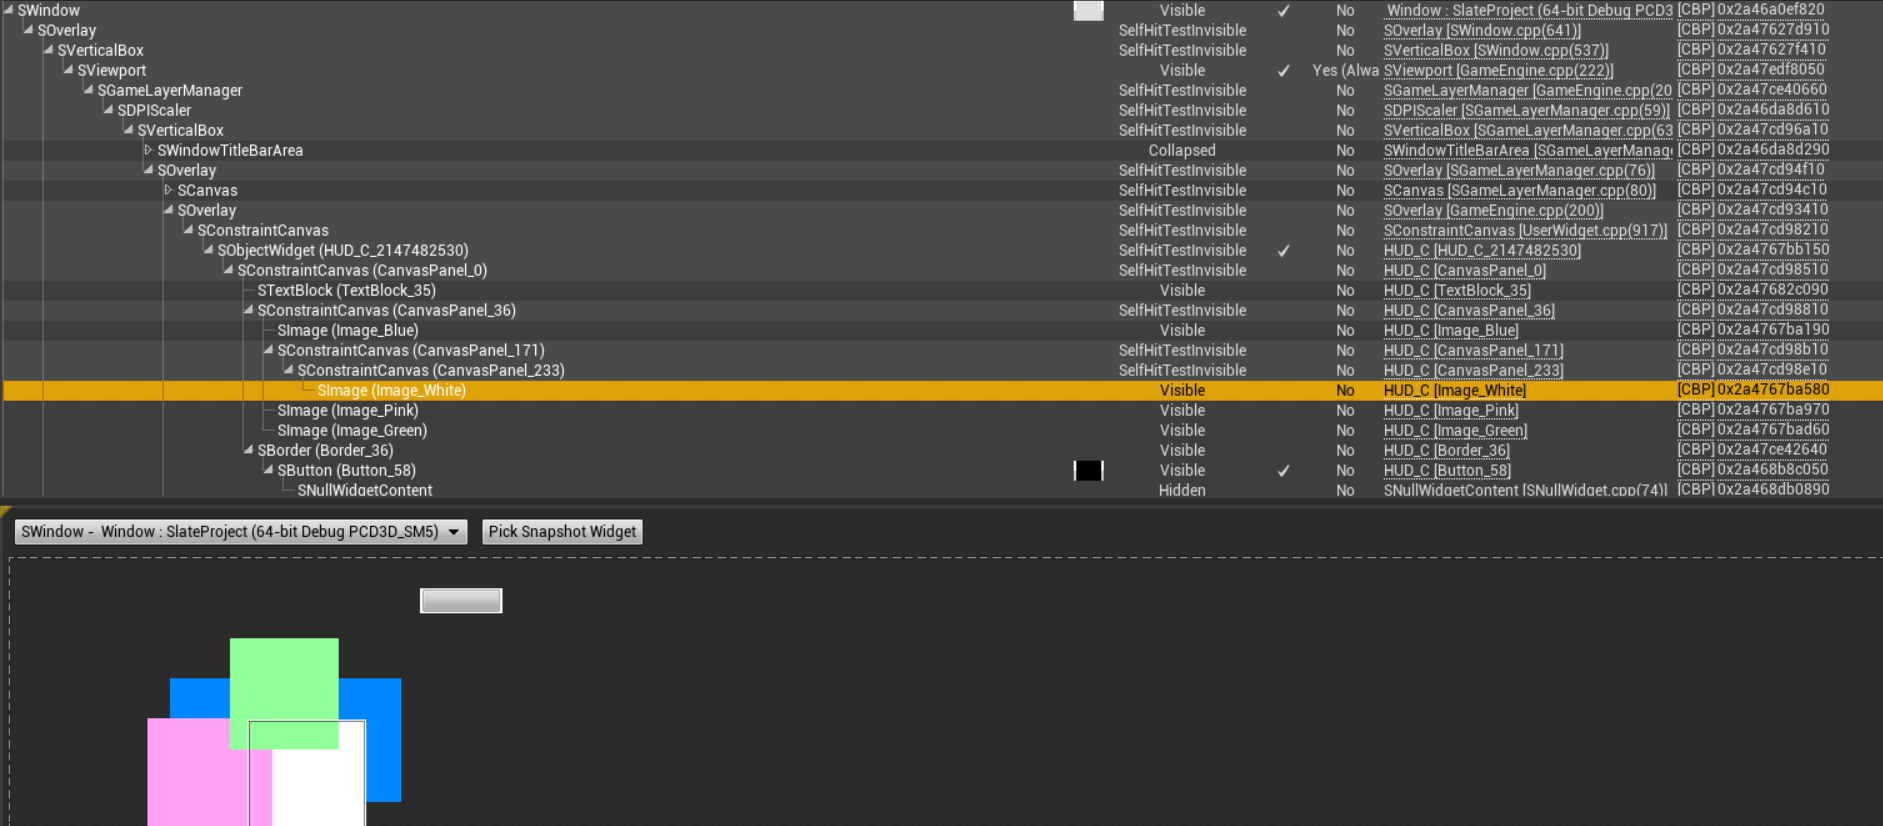 SWindow Visible No Window : SlateProject (64-bit Debug PCD3 [CBP] 0x2a46a0ef820
SOverlay SelfHitTestInvisible No SOverlay [SWindow.cpp(641)] [CBP] 0x2a47627d910
SVerticalBox SelfHitTestInvisible No SVerticalBox [SWindow.cpp(537)] [CBP] 0x2a47627f410
SViewport Visible Yes (Alwa SViewport [GameEngine.cpp(222)] [CBP] 0x2a47edf8050
SGameLayerManager SelfHitTestInvisible No SGameLayerManager [GameEngine.cpp(20 [CBP] 0x2a47ce40660
SDPIScaler SelfHitTestInvisible No SDPIScaler [SGameLayerManager.cpp(59)] [CBP] 0x2a46da8d610
SVerticalBox SelfHitTestInvisible No SVerticalBox [SGameLayerManager.cpp(63 [CBP] 0x2a47cd96a10
SWindowTitleBarArea Collapsed No SWindowTitleBarArea [SGameLayerManag [CBP] 0x2a46da8d290
SOverlay SelfHitTestInvisible No SOverlay [SGameLayerManager.cpp(76)] [CBP] 0x2a47cd94f10
SCanvas SelfHitTestInvisible No SCanvas [SGameLayerManager.cpp(80)] [CBP] 0x2a47cd94c10
SOverlay SelfHitTestInvisible No SOverlay [GameEngine.cpp(200)] [CBP] 0x2a47cd93410
SConstraintCanvas SelfHitTestInvisible No SConstraintCanvas [UserWidget.cpp(917)] [CBP] 0x2a47cd98210
SObjectWidget (HUD_C_2147482530) SelfHitTestInvisible No HUD_C [HUD_C_2147482530] [CBP] 0x2a4767bb150
SConstraintCanvas (CanvasPanel_0) SelfHitTestInvisible No HUD_C [CanvasPanel_0] [CBP] 0x2a47cd98510
STextBlock (TextBlock_35) Visible No HUD_C [TextBlock_35] [CBP] 0x2a47682c090
SConstraintCanvas (CanvasPanel_36) SelfHitTestInvisible No HUD_C [CanvasPanel_36] [CBP] 0x2a47cd98810
SImage (Image_Blue) Visible No HUD_C [Image_Blue] [CBP] 0x2a4767ba190
SConstraintCanvas (CanvasPanel_171) SelfHitTestInvisible No HUD_C [CanvasPanel_171] [CBP] 0x2a47cd98b10
SConstraintCanvas (CanvasPanel_233) SelfHitTestInvisible No HUD_C [CanvasPanel_233] [CBP] 0x2a47cd98e10
SImage (Image_White) Visible No HUD_C [Image_White] [CBP] 0x2a4767ba580
SImage (Image_Pink) Visible No HUD_C [Image_Pink] [CBP] 0x2a4767ba970
SImage (Image_Green) Visible No HUD_C [Image_Green] [CBP] 0x2a4767bad60
SBorder (Border_36) Visible No HUD_C [Border_36] [CBP] 0x2a47ce42640
SButton (Button_58) Visible No HUD_C [Button_58] [CBP] 0x2a468b8c050
SNullWidgetContent Hidden No SNullWidgetContent [SNullWidget.cpp(74)] [CBP] 0x2a468db0890
SWindow - Window : SlateProject (64-bit Debug PCD3D_SM5) Pick Snapshot Widget